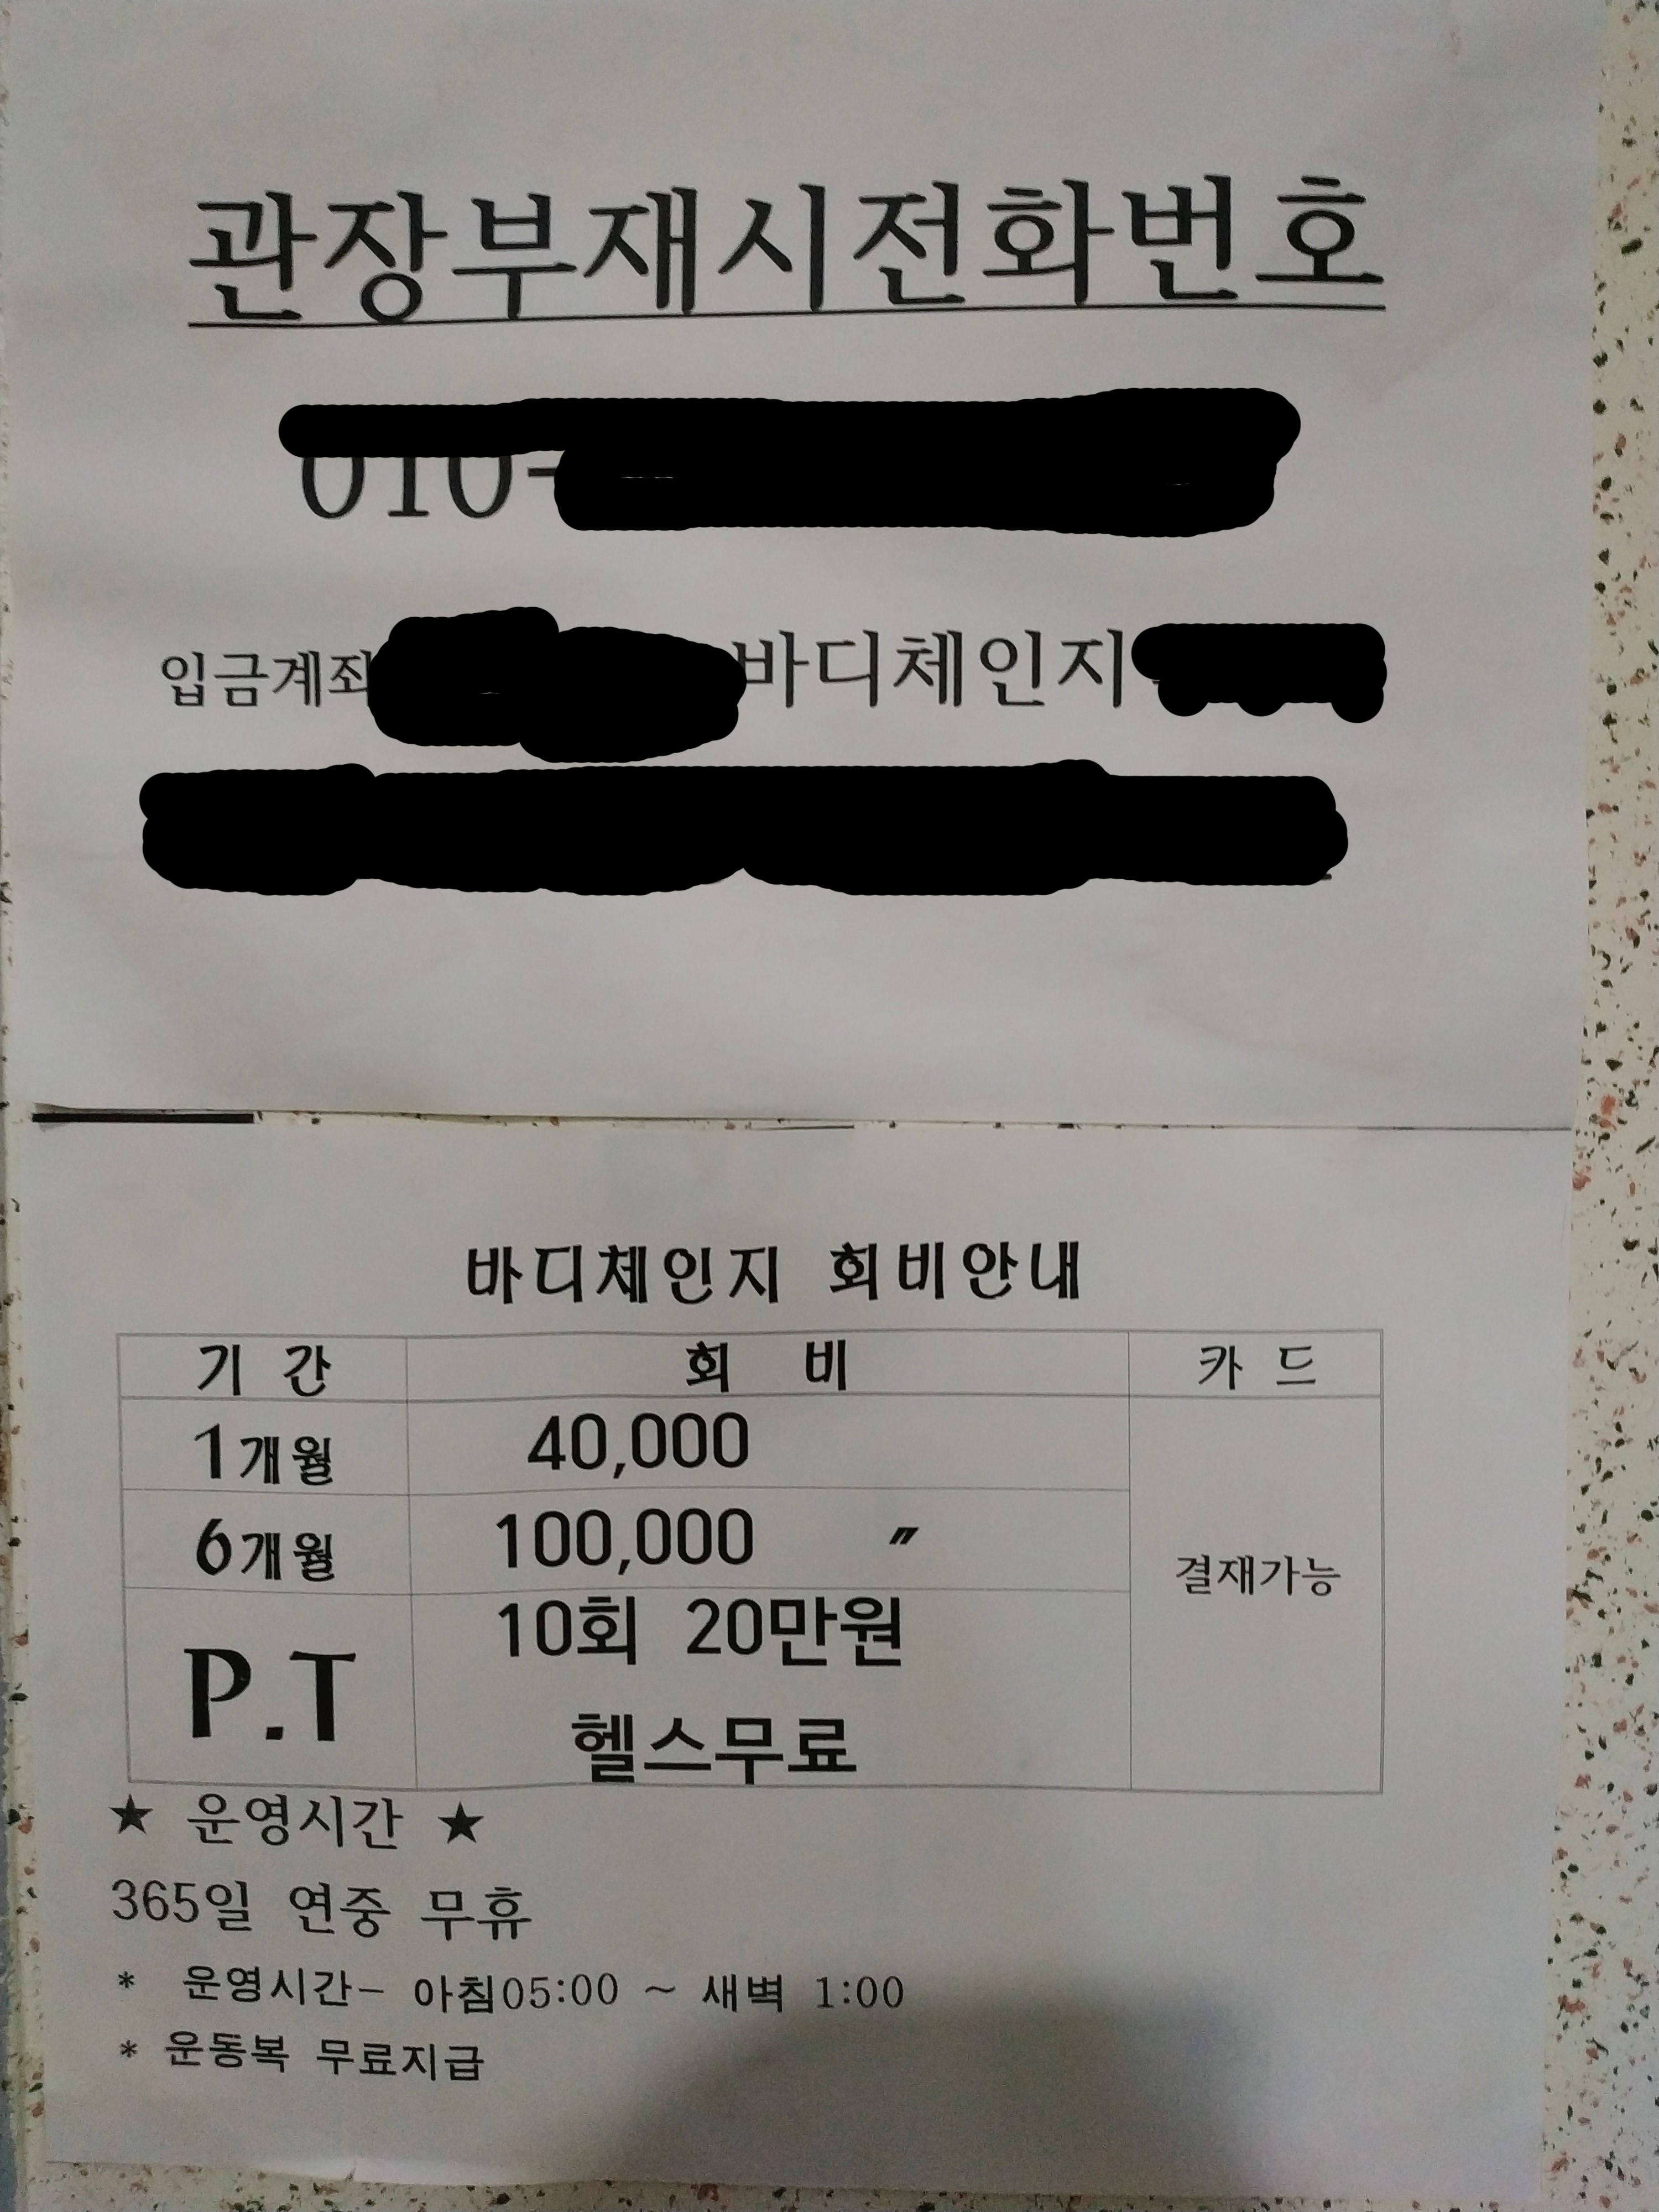 관장부재시전화번호
010-
입금계좌 바디체인지
바디체인지 회비안내
기 간 회 비 카 드
1개월 40,000
6개월 100,000 〃
결재가능
P.T 10회 20만원
헬스무료
★ 운영시간 ★
365일 연중 무휴
* 운영시간- 아침05:00 ~ 새벽 1:00
* 운동복 무료지급